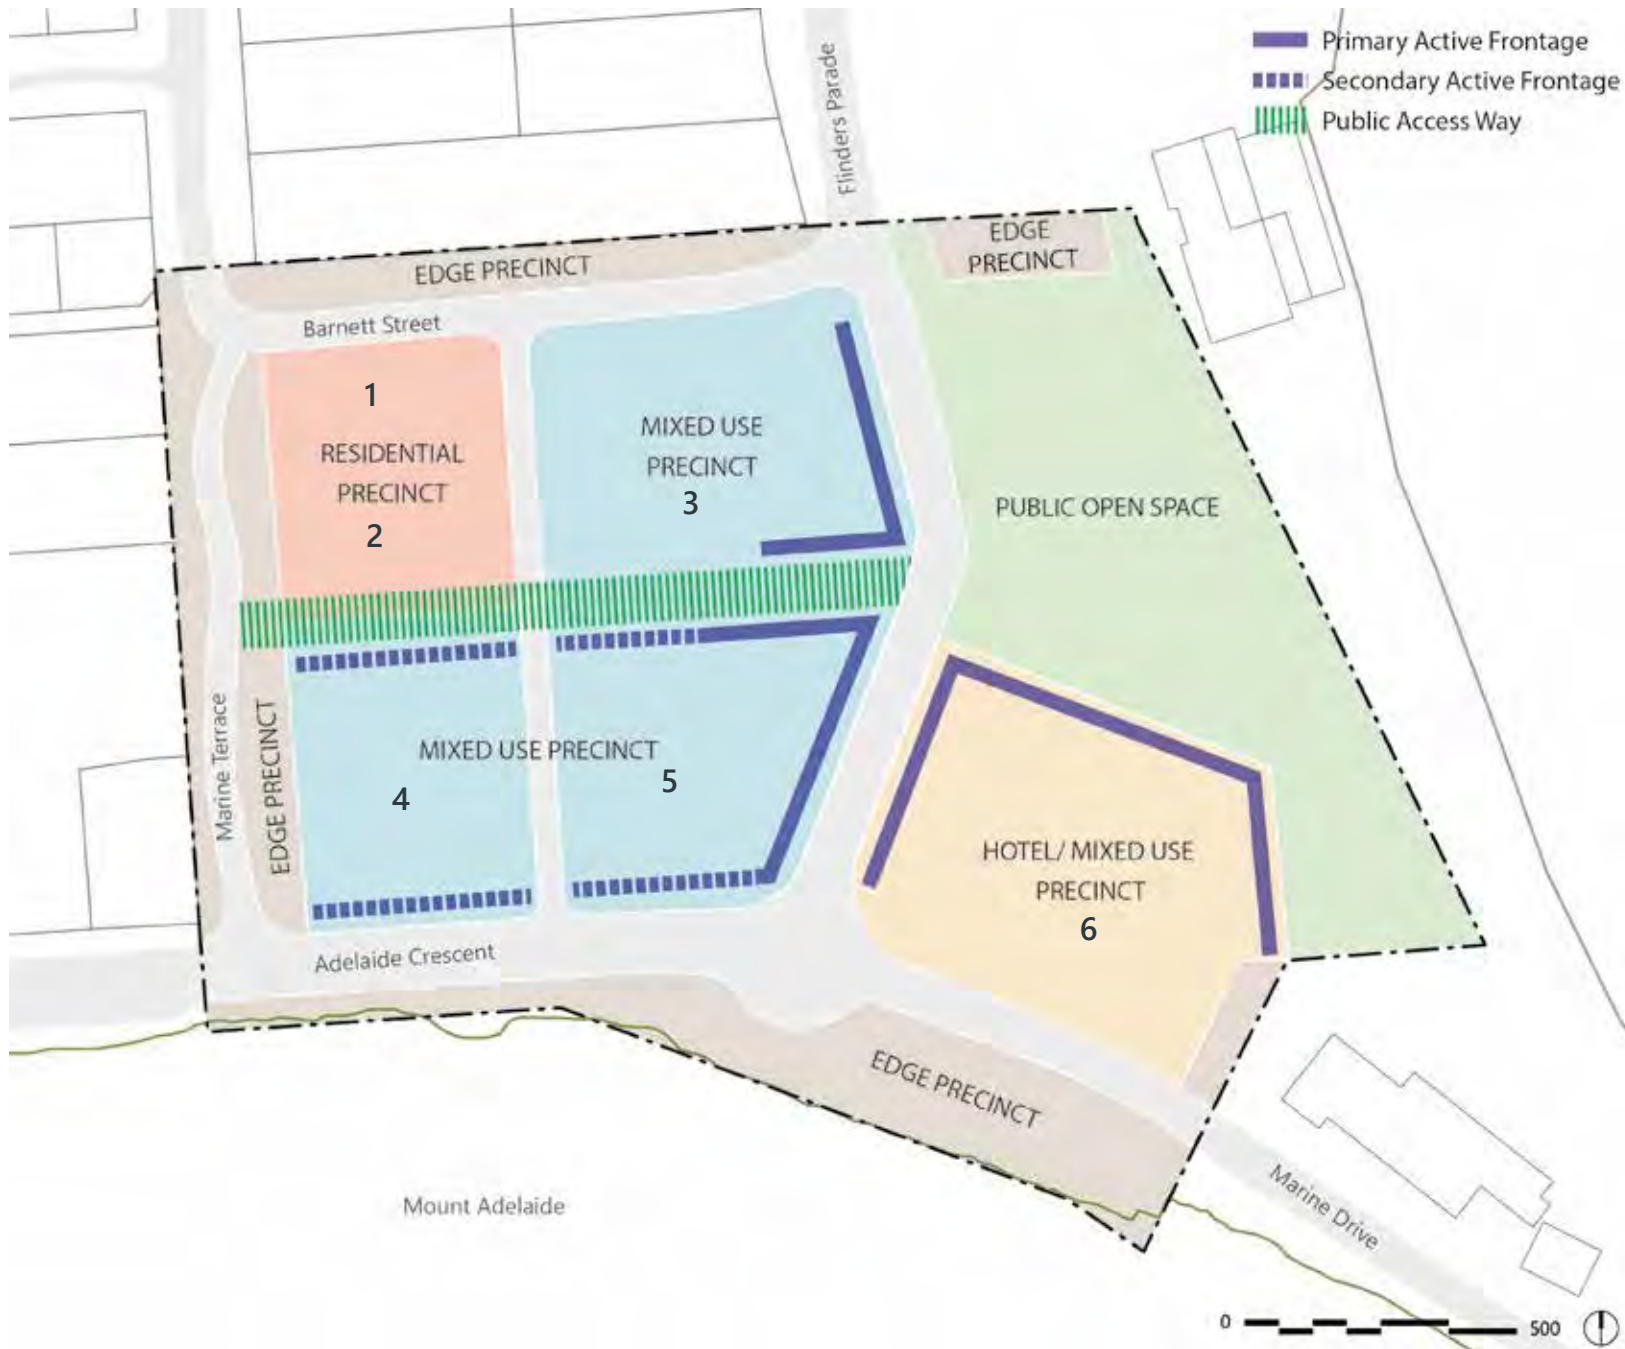 Primary Active Frontage
Secondary Active Frontage
Public Access Way
Flinders Parade
EDGE
PRECINCT
EDGE PRECINCT
Barnett Street
1
RESIDENTIAL
PRECINCT
2
MIXED USE
PRECINCT
3
PUBLIC OPEN SPACE
Marine Terrace
EDGE PRECINCT
MIXED USE PRECINCT
4
5
HOTEL/ MIXED USE
PRECINCT
6
Adelaide Crescent
EDGE PRECINCT
Mount Adelaide
Marine Drive
0
500